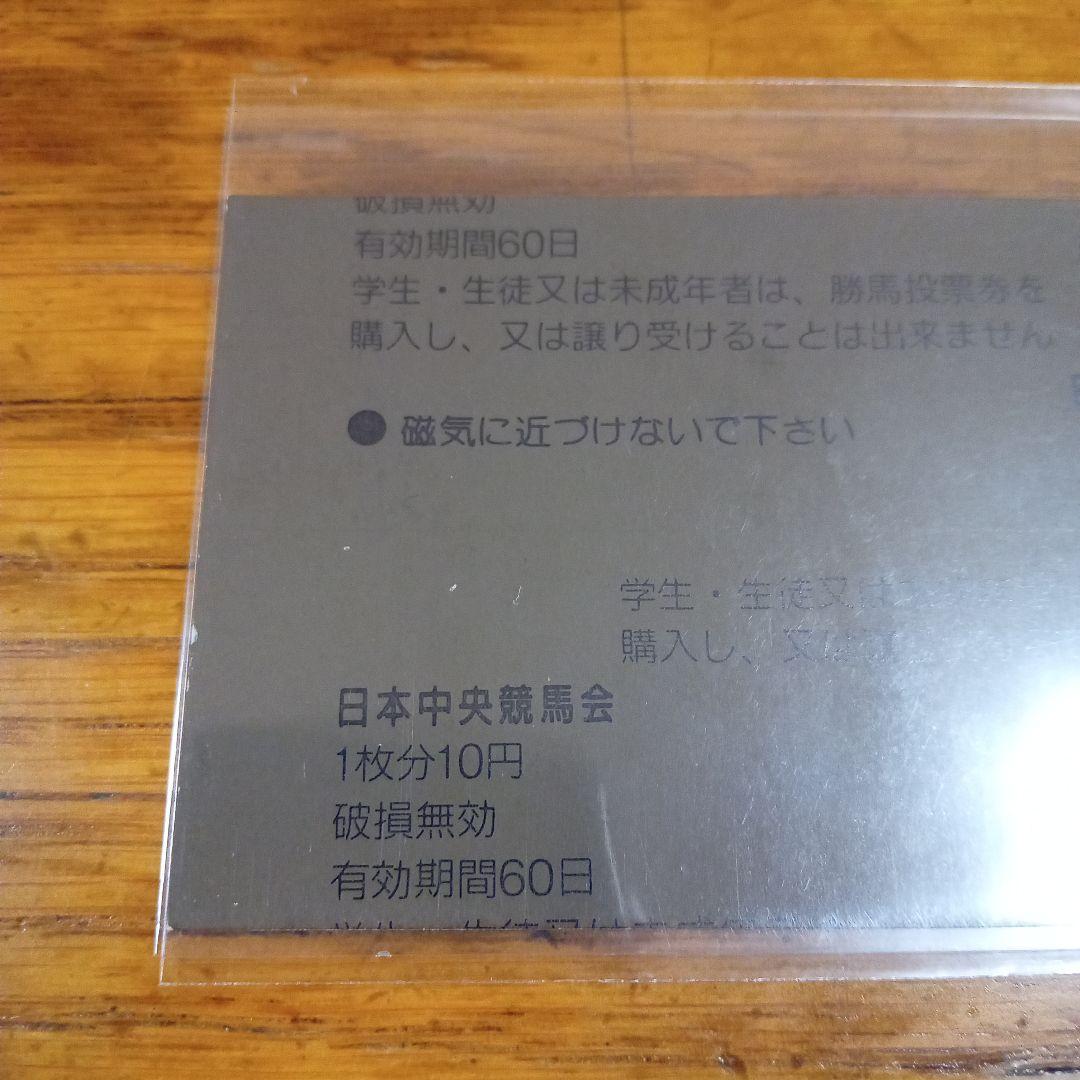 破損無効
有効期間60日
学生・生徒又は未成年者は、勝馬投票券を
購入し、又は譲り受けることは出来ません
● 磁気に近づけないで下さい
学生・生徒又は
購入し、又は
日本中央競馬会
1枚分10円
破損無効
有効期間60日